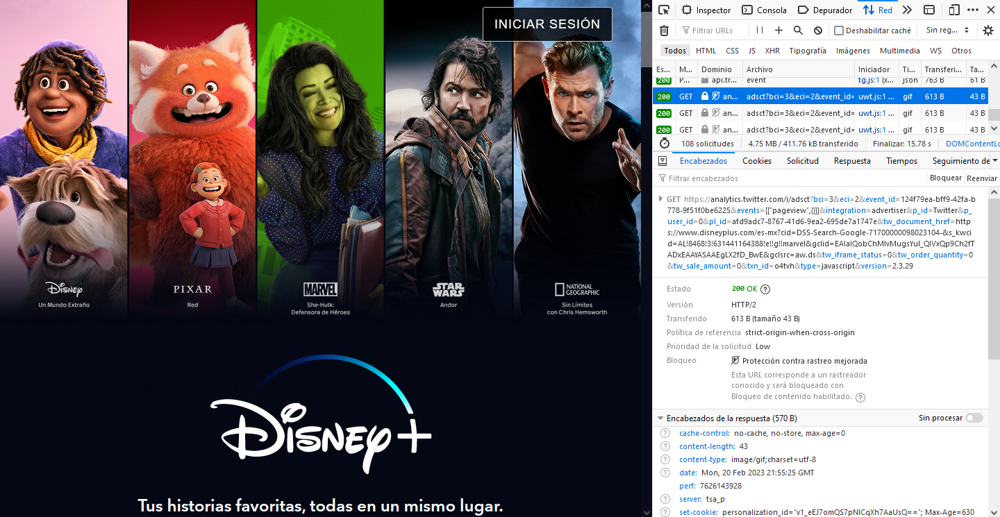 INICIAR SESIÓN
DISNEY
Un Mundo Extraño
PIXAR
Red
MARVEL
She-Hulk:
Defensora de Héroes
STAR
WARS
Andor
NATIONAL
GEOGRAPHIC
Sin Límites
con Chris Hemsworth
Disney+
Tus historias favoritas, todas en un mismo lugar.
Inspector Consola Depurador Red
Filtrar URLs Deshabilitar caché Sin reg...
Todos HTML CSS JS XHR Tipografía Imágenes Multimedia WS Otros
Es... M... Dominio Archivo Iniciador Ti... Transferi... Ta...
200 P... api.tr... event tg.js:1 (x... json 763 B 61 B
200 GET an... adsct?bci=3&eci=2&event_id= uwt.js:1 ... gif 613 B 43 B
200 GET an... adsct?bci=3&eci=2&event_id= uwt.js:1 ... gif 613 B 43 B
200 GET an... adsct?bci=3&eci=2&event_id= uwt.js:1 ... gif 613 B 43 B
108 solicitudes 4.75 MB / 411.76 kB transferido Finalizar: 15.78 s DOMContentLo
Encabezados Cookies Solicitud Respuesta Tiempos Seguimiento de
Filtrar encabezados Bloquear Reenviar
GET https://analytics.twitter.com/i/adsct?bci=3&eci=2&event_id=124f79ea-bff9-42fa-b
778-9f51f0be6225&events=[["pageview",{}]]&integration=advertiser&p_id=Twitter&p_
user_id=0&pl_id=afd9adc7-8767-41d6-9ea2-695de7a1747e&tw_document_href=http
s://www.disneyplus.com/es-mx?cid=DSS-Search-Google-71700000098023104-&s_kwc
id=AL!8468!3!631441164388!e!!g!!marvel&gclid=EAIaIQobChMIvMugsYuI_QIVxQp9Ch2fT
ADxEAAYASAAEgLX2fD_BwE&gclsrc=aw.ds&tw_iframe_status=0&tw_order_quantity=0
&tw_sale_amount=0&txn_id=o4tvh&type=javascript&version=2.3.29
Estado 200 OK
Versión HTTP/2
Transferido 613 B (tamaño 43 B)
Política de referencia strict-origin-when-cross-origin
Prioridad de la solicitud Low
Bloqueo Protección contra rastreo mejorada
Esta URL corresponde a un rastreador
conocido y será bloqueado con
Bloqueo de contenido habilitado.
Encabezados de la respuesta (570 B) Sin procesar
cache-control: no-cache, no-store, max-age=0
content-length: 43
content-type: image/gif;charset=utf-8
date: Mon, 20 Feb 2023 21:55:25 GMT
perf: 7626143928
server: tsa_p
set-cookie: personalization_id="v1_eEJ7omQS7pNICqXh7AaUsQ=="; Max-Age=630